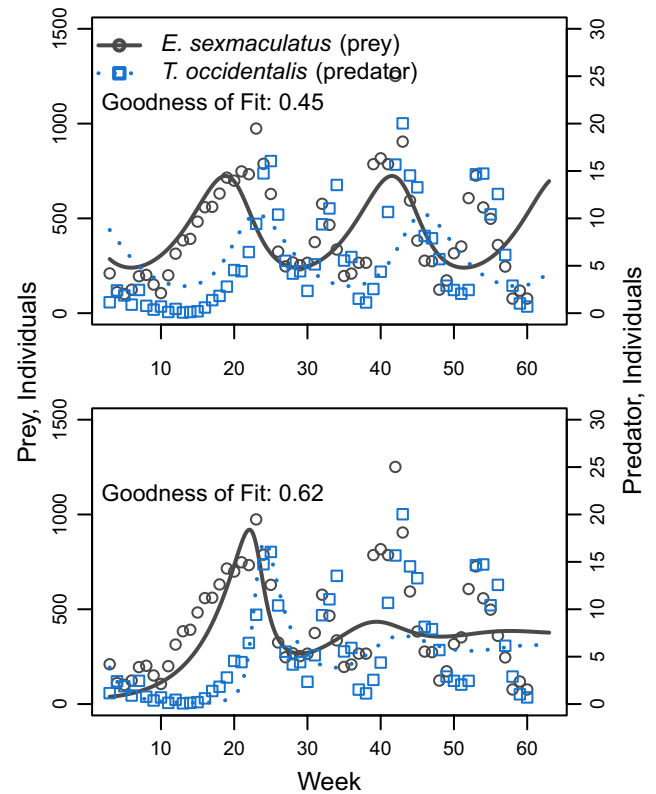 E. sexmaculatus (prey)
T. occidentalis (predator)
Goodness of Fit: 0.45
0 500 1000 1500
0 5 10 15 20 25 30
10 20 30 40 50 60
Prey, Individuals
Predator, Individuals
Goodness of Fit: 0.62
0 500 1000 1500
0 5 10 15 20 25 30
10 20 30 40 50 60
Week